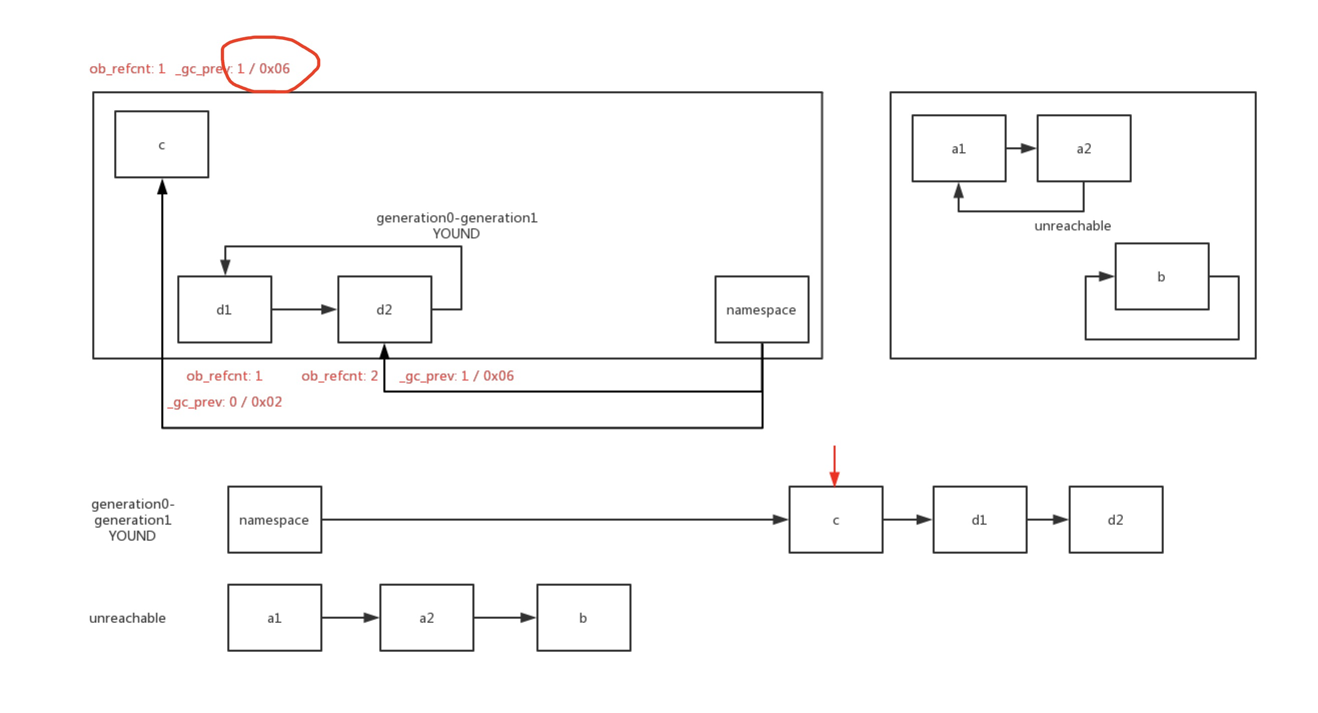 ob_refcnt: 1 _gc_prev: 1 / 0x06
c
generation0-generation1
YOUND
d1
d2
namespace
ob_refcnt: 1
ob_refcnt: 2
_gc_prev: 1 / 0x06
_gc_prev: 0 / 0x02
a1
a2
unreachable
b
generation0-
generation1
YOUND
namespace
c
d1
d2
unreachable
a1
a2
b